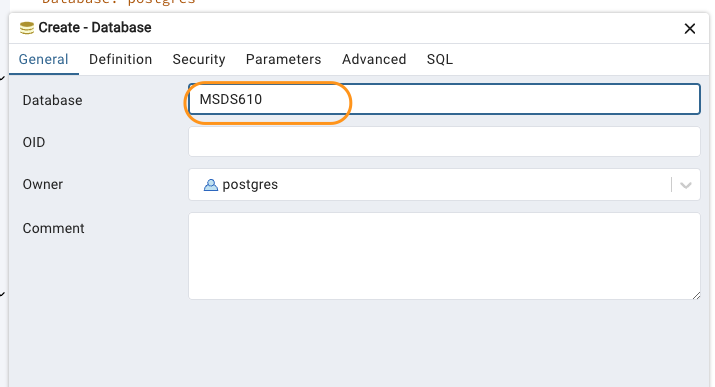 Database: postgres
Create - Database
General Definition Security Parameters Advanced SQL
Database MSDS610
OID
Owner postgres
Comment